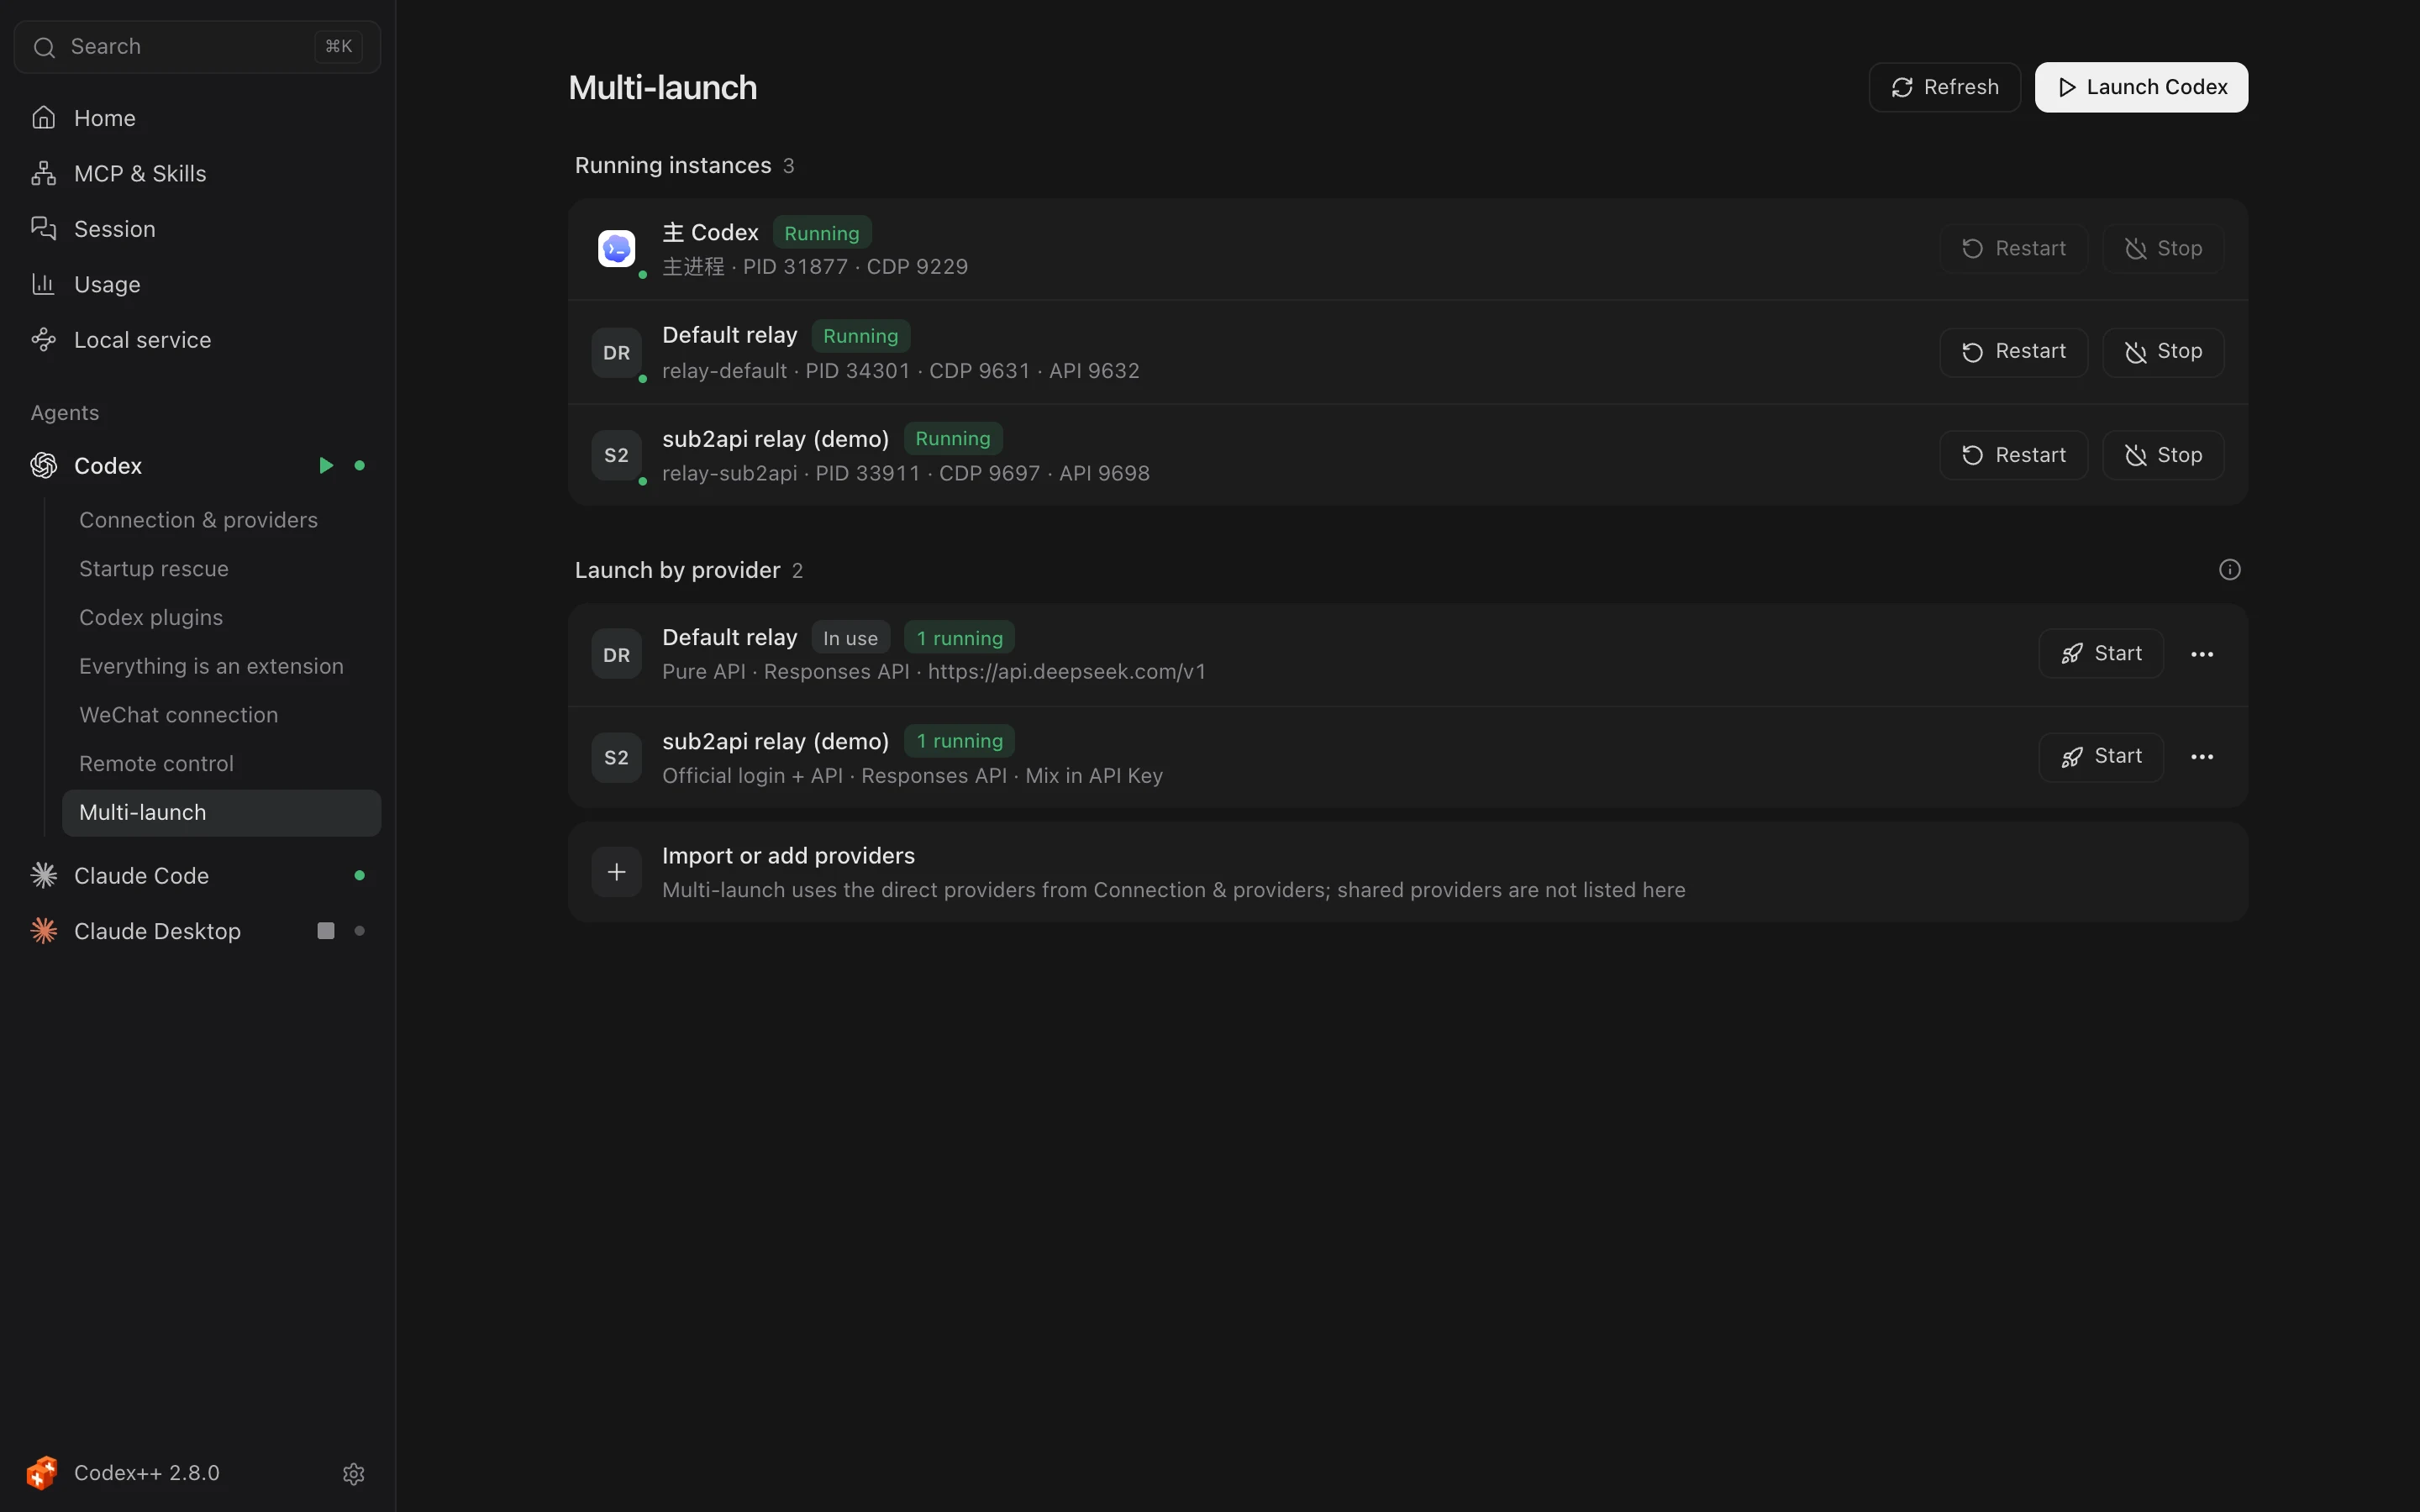 Search ⌘K
Home
MCP & Skills
Session
Usage
Local service
Agents
Codex
Connection & providers
Startup rescue
Codex plugins
Everything is an extension
WeChat connection
Remote control
Multi-launch
Claude Code
Claude Desktop
Codex++ 2.8.0
Multi-launch
Refresh
Launch Codex
Running instances 3
主 Codex Running
主进程 · PID 31877 · CDP 9229
Restart Stop
DR
Default relay Running
relay-default · PID 34301 · CDP 9631 · API 9632
Restart Stop
S2
sub2api relay (demo) Running
relay-sub2api · PID 33911 · CDP 9697 · API 9698
Restart Stop
Launch by provider 2
DR
Default relay In use 1 running
Pure API · Responses API · https://api.deepseek.com/v1
Start
S2
sub2api relay (demo) 1 running
Official login + API · Responses API · Mix in API Key
Start
Import or add providers
Multi-launch uses the direct providers from Connection & providers; shared providers are not listed here